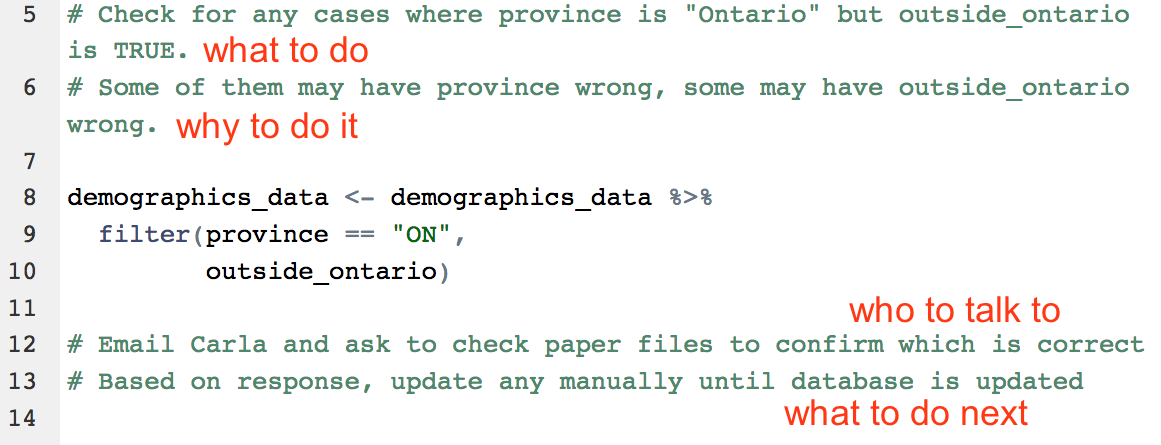 5 # Check for any cases where province is "Ontario" but outside_ontario
is TRUE. what to do
6 # Some of them may have province wrong, some may have outside_ontario
wrong. why to do it
7
8 demographics_data <- demographics_data %>%
9 filter(province == "ON",
10 outside_ontario)
11
who to talk to
12 # Email Carla and ask to check paper files to confirm which is correct
13 # Based on response, update any manually until database is updated
what to do next
14